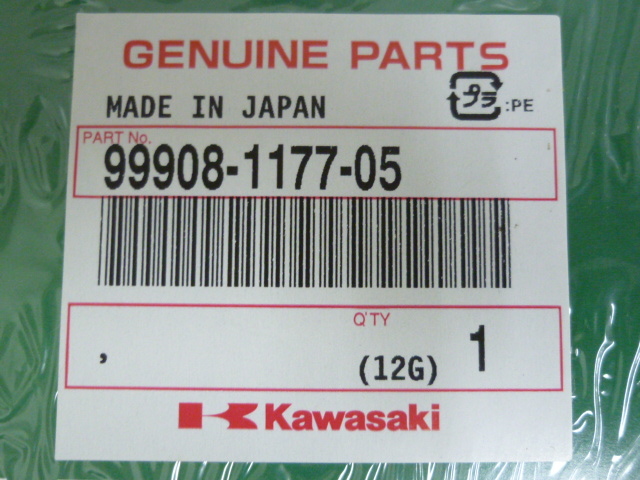 GENUINE PARTS
MADE IN JAPAN
プラ :PE
PART No.
99908-1177-05
Q'TY
, (12G) 1
Kawasaki